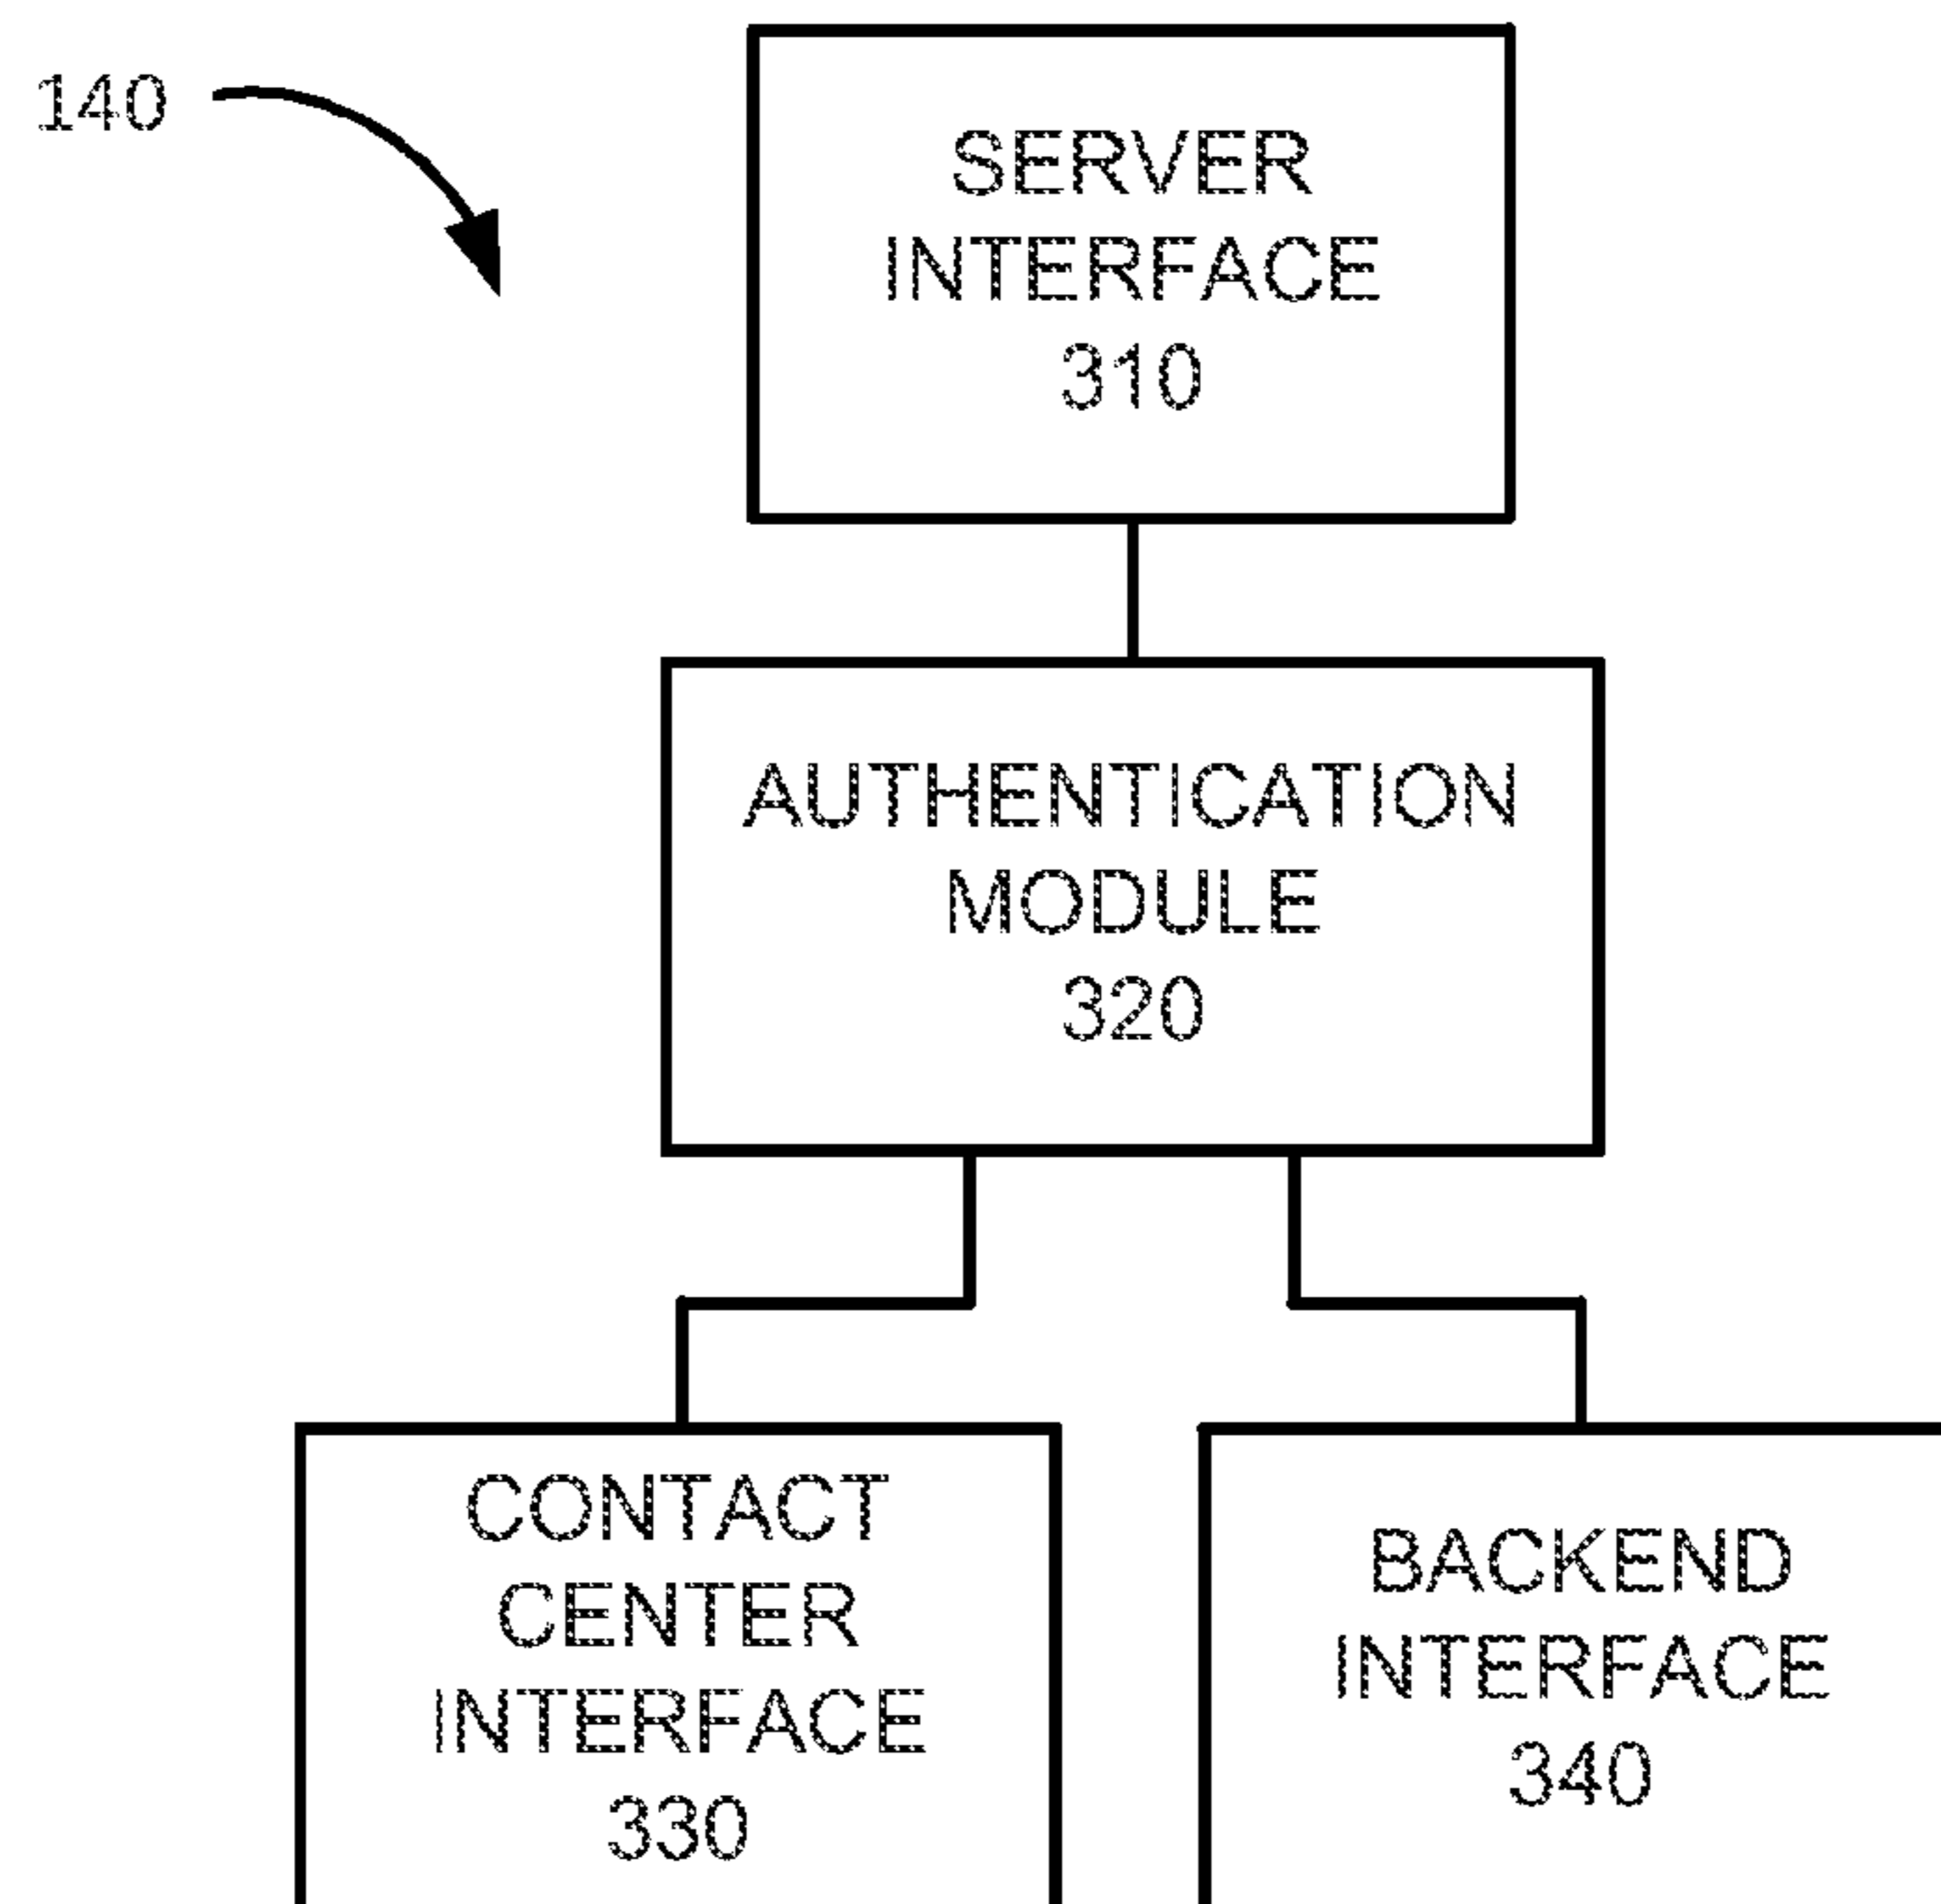 140
SERVER
INTERFACE
310
AUTHENTICATION
MODULE
320
CONTACT
CENTER
INTERFACE
330
BACKEND
INTERFACE
340